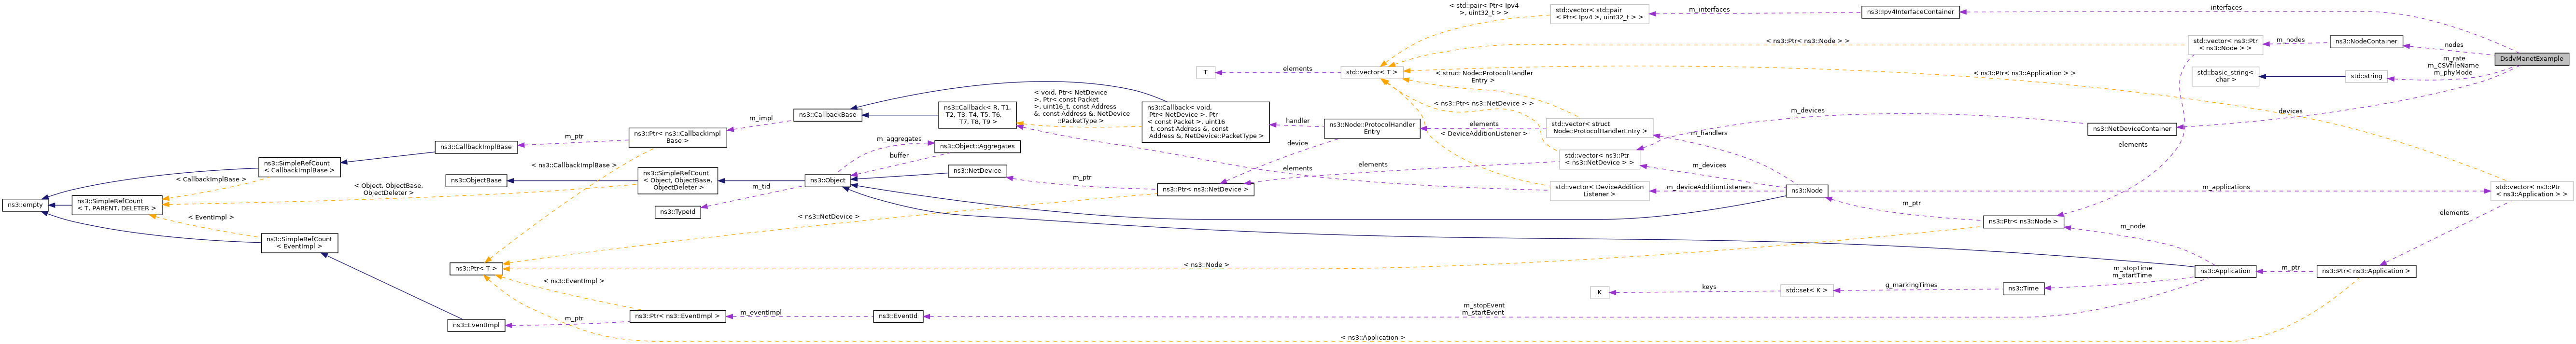 < std::pair< Ptr< Ipv4
>, uint32_t > >
std::vector< std::pair
< Ptr< Ipv4 >, uint32_t > >
m_interfaces
ns3::Ipv4InterfaceContainer
interfaces
< ns3::Ptr< ns3::Node > >
std::vector< ns3::Ptr
< ns3::Node > >
m_nodes
ns3::NodeContainer
nodes
DsdvManetExample
T
elements
std::vector< T >
< struct Node::ProtocolHandler
Entry >
< ns3::Ptr< ns3::Application > >
std::basic_string<
char >
std::string
m_rate
m_CSVfileName
m_phyMode
< void, Ptr< NetDevice
>, Ptr< const Packet
>, uint16_t, const Address
&, const Address &, NetDevice
::PacketType >
ns3::CallbackBase
ns3::Callback< R, T1,
T2, T3, T4, T5, T6,
T7, T8, T9 >
ns3::Callback< void,
Ptr< NetDevice >, Ptr
< const Packet >, uint16
_t, const Address &, const
Address &, NetDevice::PacketType >
handler
ns3::Node::ProtocolHandler
Entry
elements
< ns3::Ptr< ns3::NetDevice > >
< DeviceAdditionListener >
std::vector< struct
Node::ProtocolHandlerEntry >
m_handlers
m_devices
devices
ns3::NetDeviceContainer
m_impl
ns3::Ptr< ns3::CallbackImpl
Base >
m_ptr
ns3::CallbackImplBase
m_aggregates
ns3::Object::Aggregates
buffer
device
elements
elements
std::vector< ns3::Ptr
< ns3::NetDevice > >
m_devices
elements
ns3::SimpleRefCount
< CallbackImplBase >
< ns3::CallbackImplBase >
< CallbackImplBase >
< Object, ObjectBase,
ObjectDeleter >
ns3::ObjectBase
ns3::SimpleRefCount
< Object, ObjectBase,
ObjectDeleter >
ns3::Object
ns3::NetDevice
m_ptr
ns3::Ptr< ns3::NetDevice >
std::vector< DeviceAddition
Listener >
m_deviceAdditionListeners
ns3::Node
m_applications
std::vector< ns3::Ptr
< ns3::Application > >
ns3::empty
ns3::SimpleRefCount
< T, PARENT, DELETER >
m_tid
ns3::TypeId
< EventImpl >
< ns3::NetDevice >
m_ptr
ns3::Ptr< ns3::Node >
m_node
elements
ns3::SimpleRefCount
< EventImpl >
ns3::Ptr< T >
< ns3::Node >
ns3::Application
m_ptr
ns3::Ptr< ns3::Application >
< ns3::EventImpl >
m_stopTime
m_startTime
K
keys
std::set< K >
g_markingTimes
ns3::Time
ns3::EventImpl
m_ptr
ns3::Ptr< ns3::EventImpl >
m_eventImpl
ns3::EventId
m_stopEvent
m_startEvent
< ns3::Application >